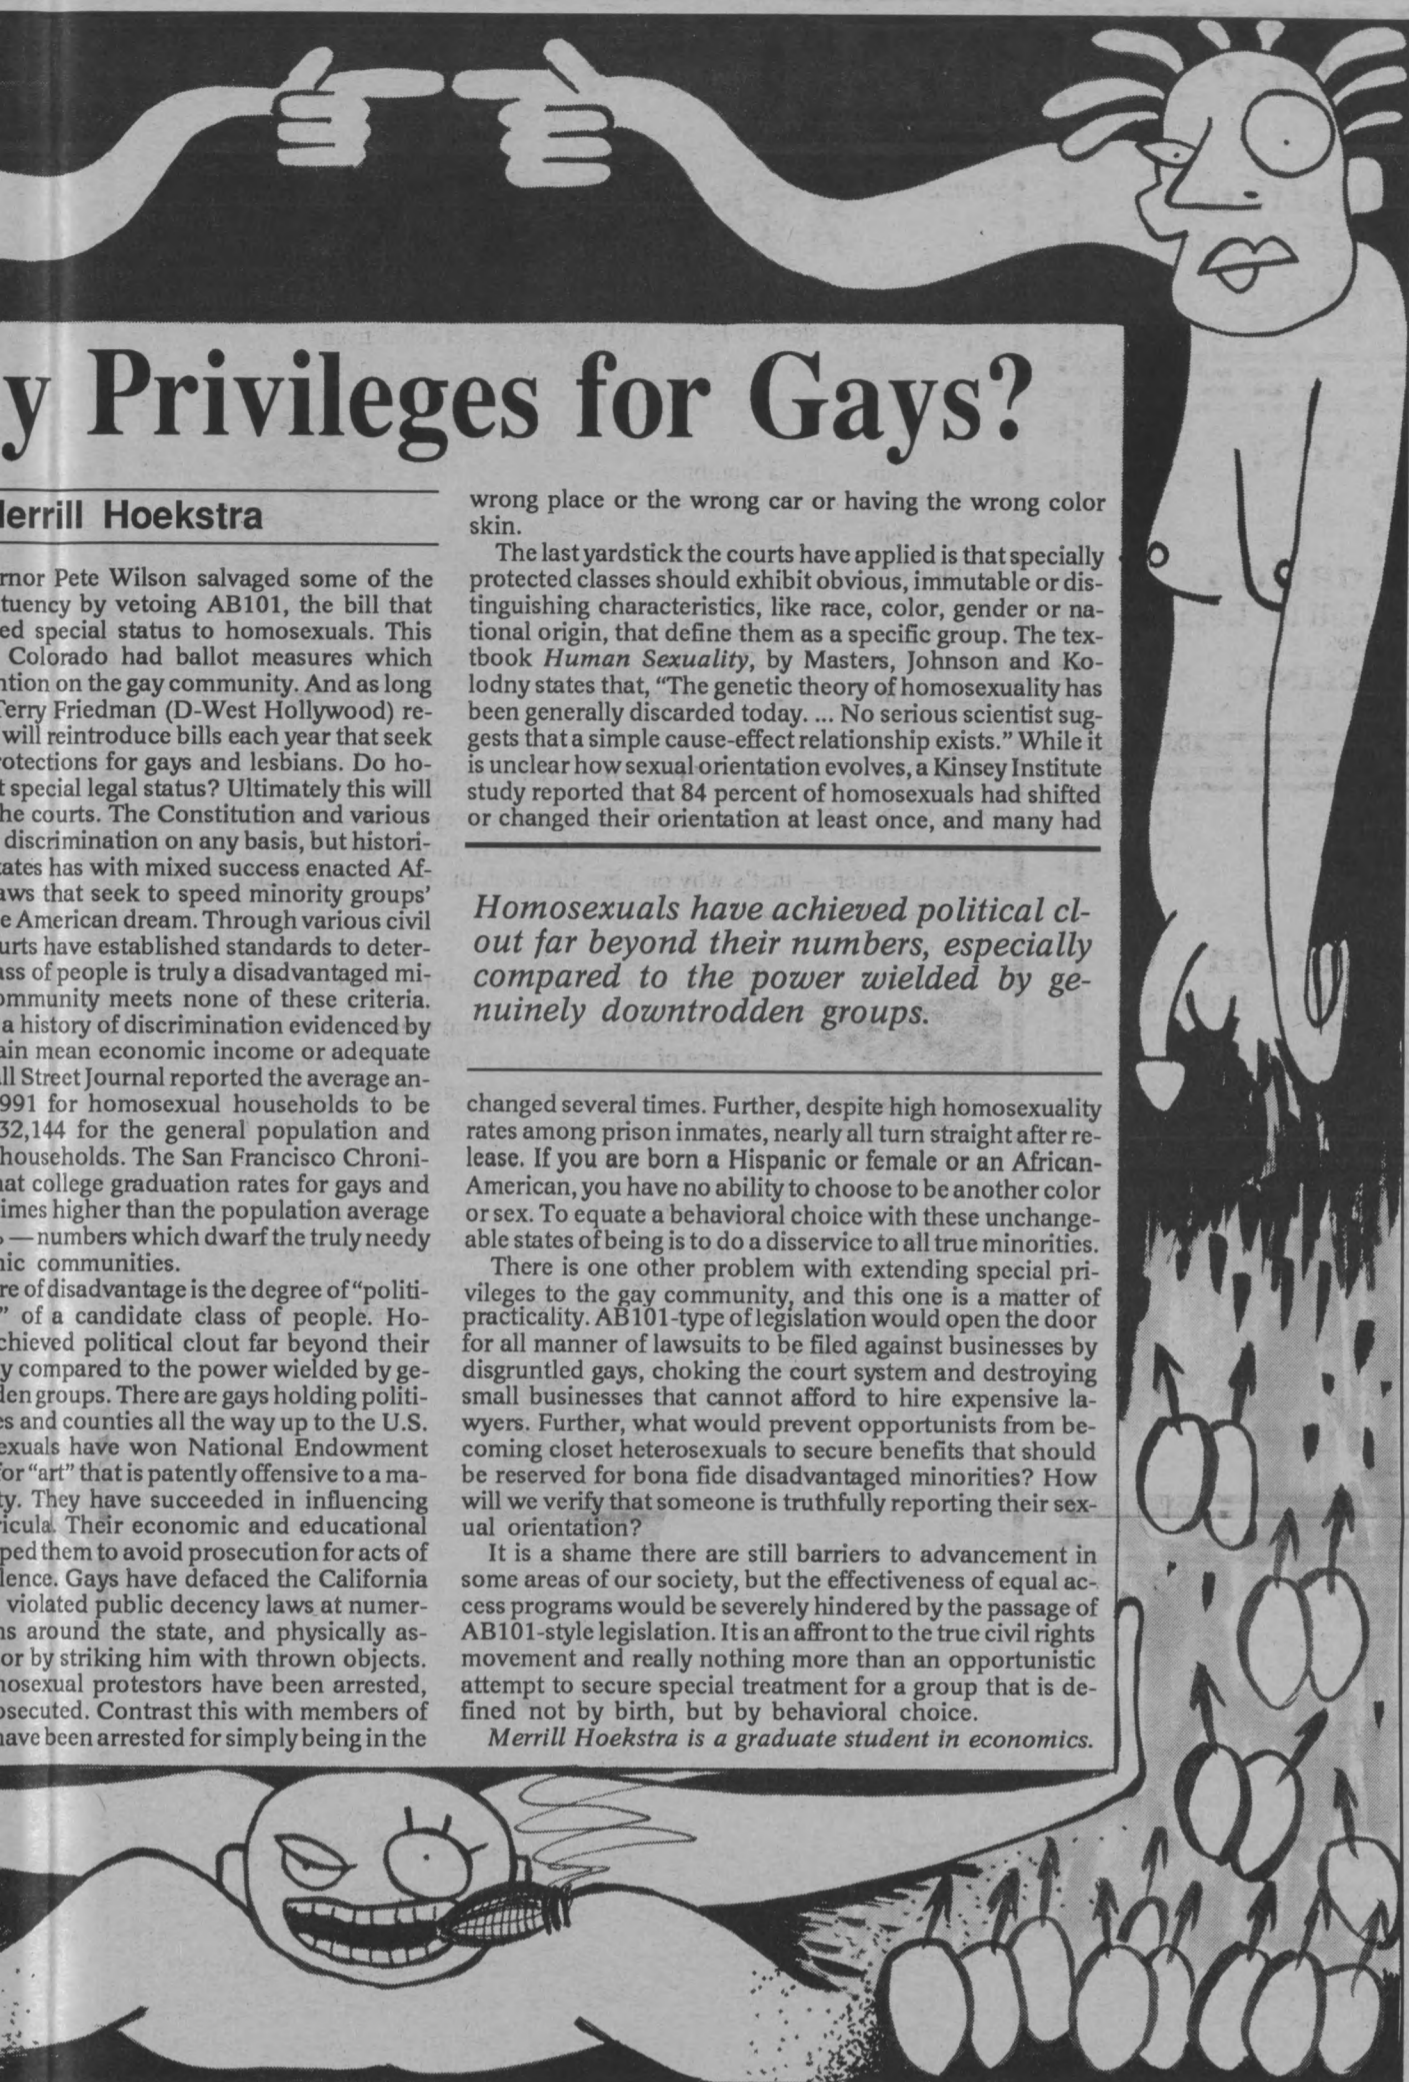 y Privileges for Gays?
errill Hoekstra
rnor Pete Wilson salvaged some of the
tuency by vetoing AB101, the bill that
ed special status to homosexuals. This
Colorado had ballot measures which
ntion on the gay community. And as long
Terry Friedman (D-West Hollywood) re-
will reintroduce bills each year that seek
otections for gays and lesbians. Do ho-
t special legal status? Ultimately this will
he courts. The Constitution and various
discrimination on any basis, but histori-
ates has with mixed success enacted Af-
aws that seek to speed minority groups'
e American dream. Through various civil
urts have established standards to deter-
ass of people is truly a disadvantaged mi-
ommunity meets none of these criteria.
a history of discrimination evidenced by
ain mean economic income or adequate
ll Street Journal reported the average an-
991 for homosexual households to be
32,144 for the general population and
households. The San Francisco Chroni-
hat college graduation rates for gays and
times higher than the population average
—numbers which dwarf the truly needy
nic communities.
re of disadvantage is the degree of "politi-
" of a candidate class of people. Ho-
chieved political clout far beyond their
y compared to the power wielded by ge-
den groups. There are gays holding politi-
es and counties all the way up to the U.S.
exuals have won National Endowment
for "art" that is patently offensive to a ma-
ty. They have succeeded in influencing
ricula. Their economic and educational
ped them to avoid prosecution for acts of
lence. Gays have defaced the California
violated public decency laws at numer-
ns around the state, and physically as-
or by striking him with thrown objects.
mosexual protestors have been arrested,
osecuted. Contrast this with members of
have been arrested for simply being in the
wrong place or the wrong car or having the wrong color
skin.
The last yardstick the courts have applied is that specially
protected classes should exhibit obvious, immutable or dis-
tinguishing characteristics, like race, color, gender or na-
tional origin, that define them as a specific group. The tex-
tbook Human Sexuality, by Masters, Johnson and Ko-
lodny states that, "The genetic theory of homosexuality has
been generally discarded today. ... No serious scientist sug-
gests that a simple cause-effect relationship exists." While it
is unclear how sexual orientation evolves, a Kinsey Institute
study reported that 84 percent of homosexuals had shifted
or changed their orientation at least once, and many had
Homosexuals have achieved political cl-
out far beyond their numbers, especially
compared to the power wielded by ge-
nuinely downtrodden groups.
changed several times. Further, despite high homosexuality
rates among prison inmates, nearly all turn straight after re-
lease. If you are born a Hispanic or female or an African-
American, you have no ability to choose to be another color
or sex. To equate a behavioral choice with these unchange-
able states of being is to do a disservice to all true minorities.
There is one other problem with extending special pri-
vileges to the gay community, and this one is a matter of
practicality. AB101-type of legislation would open the door
for all manner of lawsuits to be filed against businesses by
disgruntled gays, choking the court system and destroying
small businesses that cannot afford to hire expensive la-
wyers. Further, what would prevent opportunists from be-
coming closet heterosexuals to secure benefits that should
be reserved for bona fide disadvantaged minorities? How
will we verify that someone is truthfully reporting their sex-
ual orientation?
It is a shame there are still barriers to advancement in
some areas of our society, but the effectiveness of equal ac-
cess programs would be severely hindered by the passage of
AB101-style legislation. It is an affront to the true civil rights
movement and really nothing more than an opportunistic
attempt to secure special treatment for a group that is de-
fined not by birth, but by behavioral choice.
Merrill Hoekstra is a graduate student in economics.